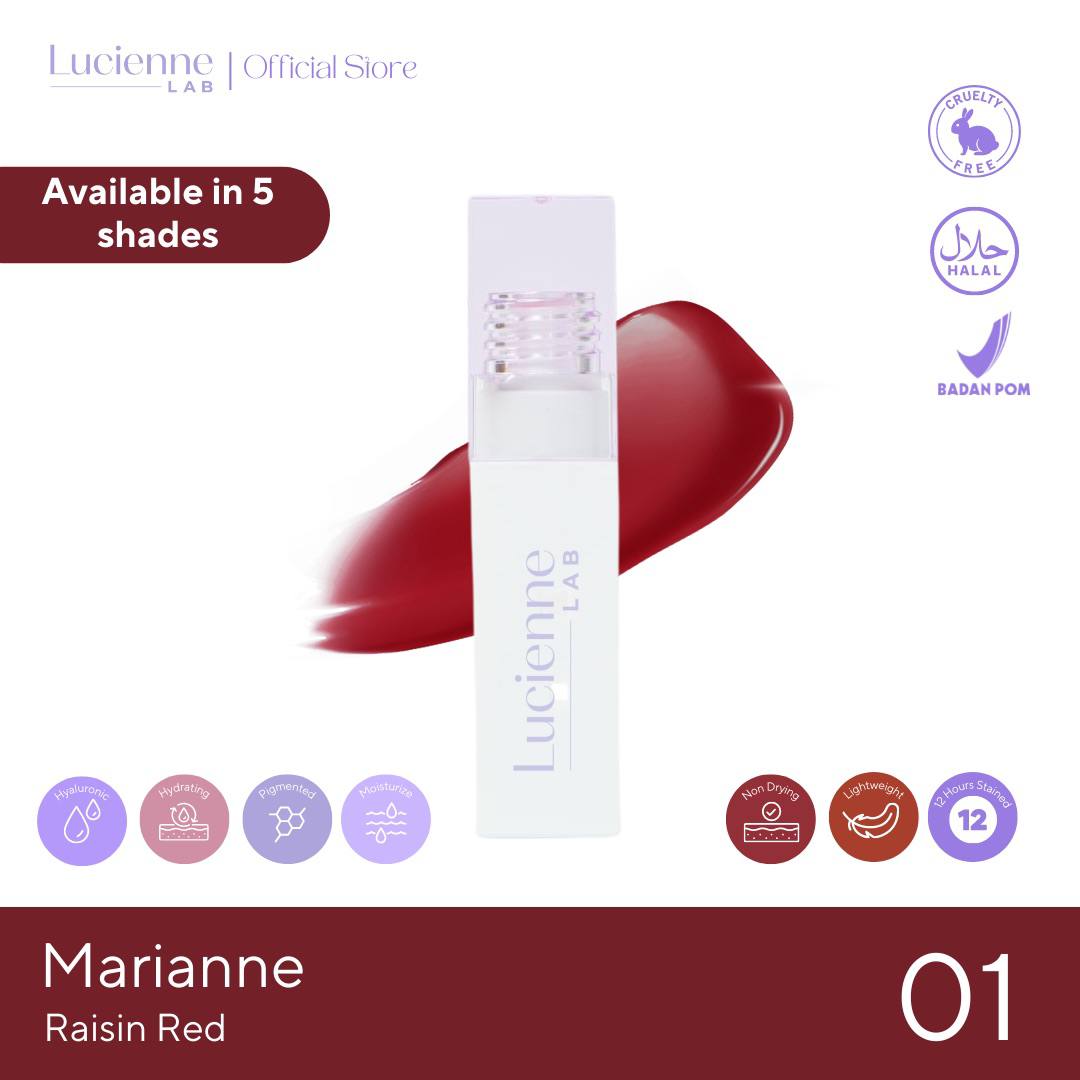 Lucienne
LAB
Official Store
CRUELTY
FREE
Available in 5
shades
حلال
HALAL
BADAN POM
Lucienne
LAB
Hyaluronic
Hydrating
Pigmented
Moisturize
Non Drying
Lightweight
12 Hours Stained
12
Marianne
Raisin Red
01